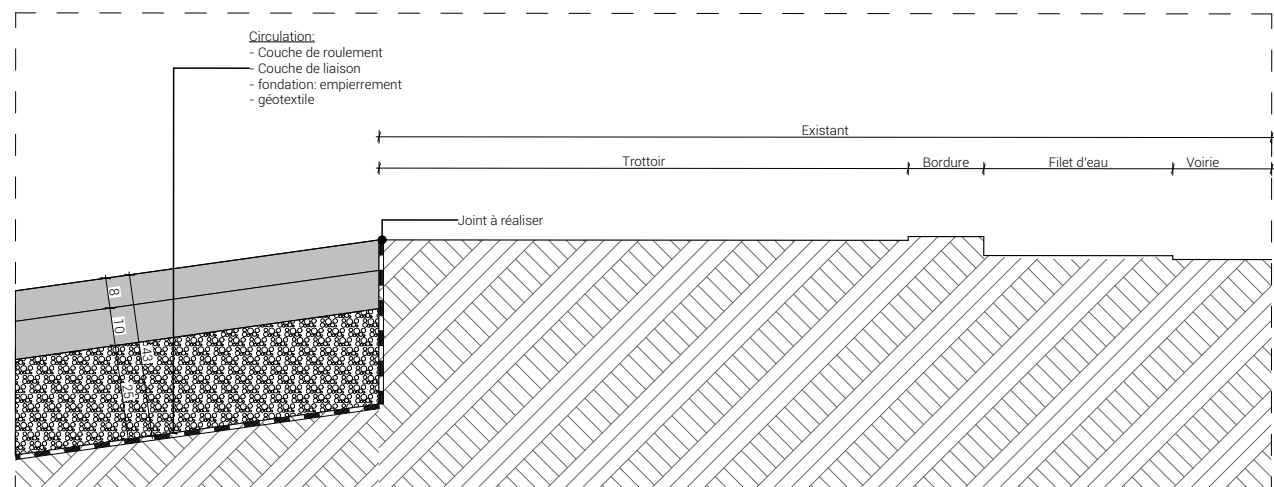 Circulation:
- Couche de roulement
- Couche de liaison
- fondation: empierrement
- géotextile
Existant
Trottoir
Bordure
Filet d'eau
Voirie
Joint à réaliser
8
10
43
25